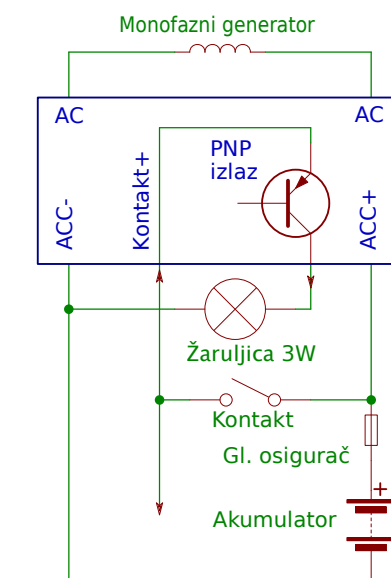 Monofazni generator
AC
AC
PNP
izlaz
Kontakt+
ACC-
ACC+
Žaruljica 3W
Kontakt
Gl. osigurač
+
Akumulator